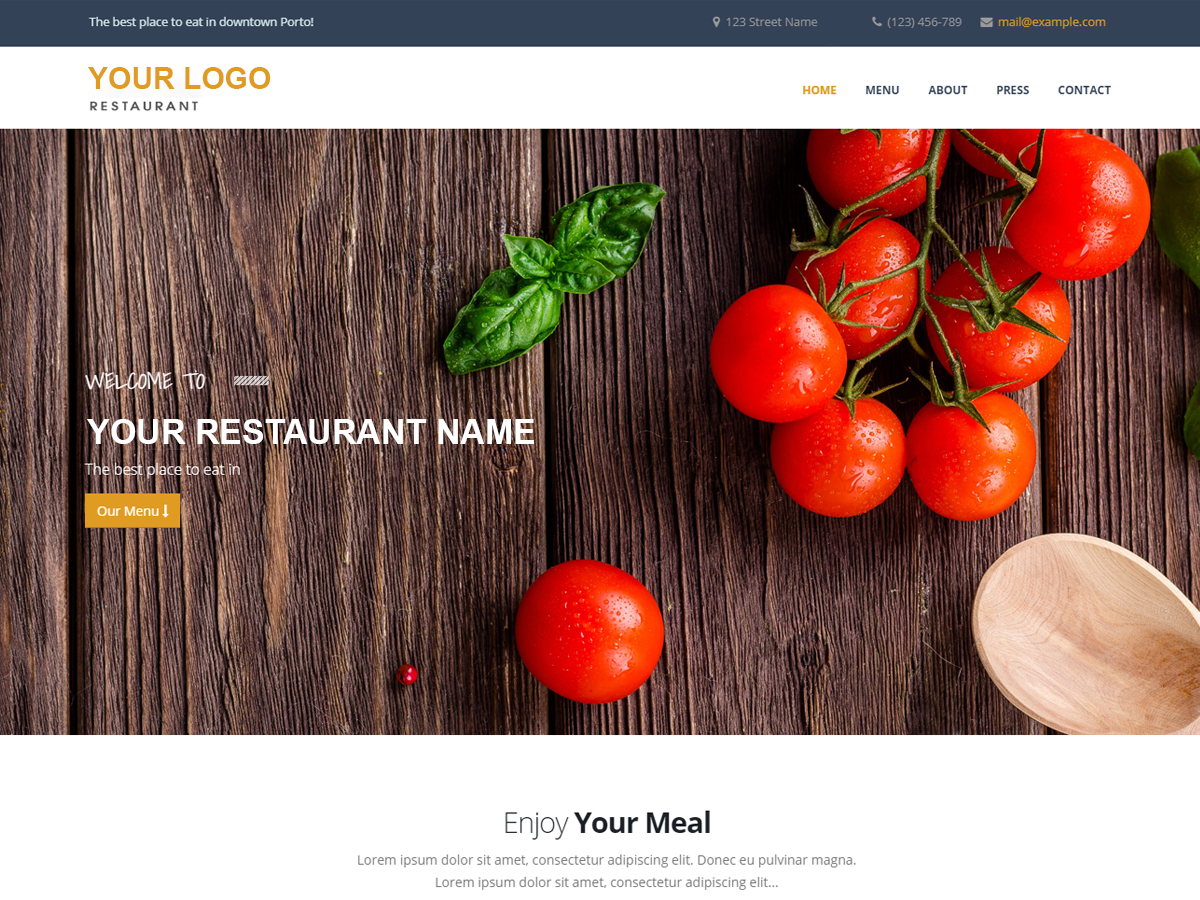 The best place to eat in downtown Porto!
123 Street Name
(123) 456-789
mail@example.com
YOUR LOGO
RESTAURANT
HOME
MENU
ABOUT
PRESS
CONTACT
WELCOME TO
YOUR RESTAURANT NAME
The best place to eat in
Our Menu
Enjoy Your Meal
Lorem ipsum dolor sit amet, consectetur adipiscing elit. Donec eu pulvinar magna.
Lorem ipsum dolor sit amet, consectetur adipiscing elit...